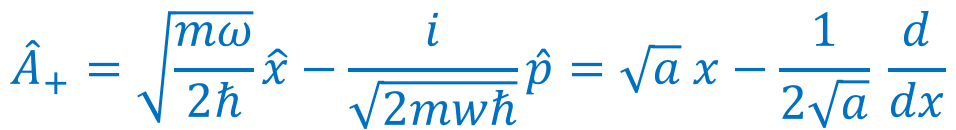 Â₊ = √(mω/2ħ) x̂ − i/√(2mwħ) p̂ = √a x − 1/(2√a) d/dx